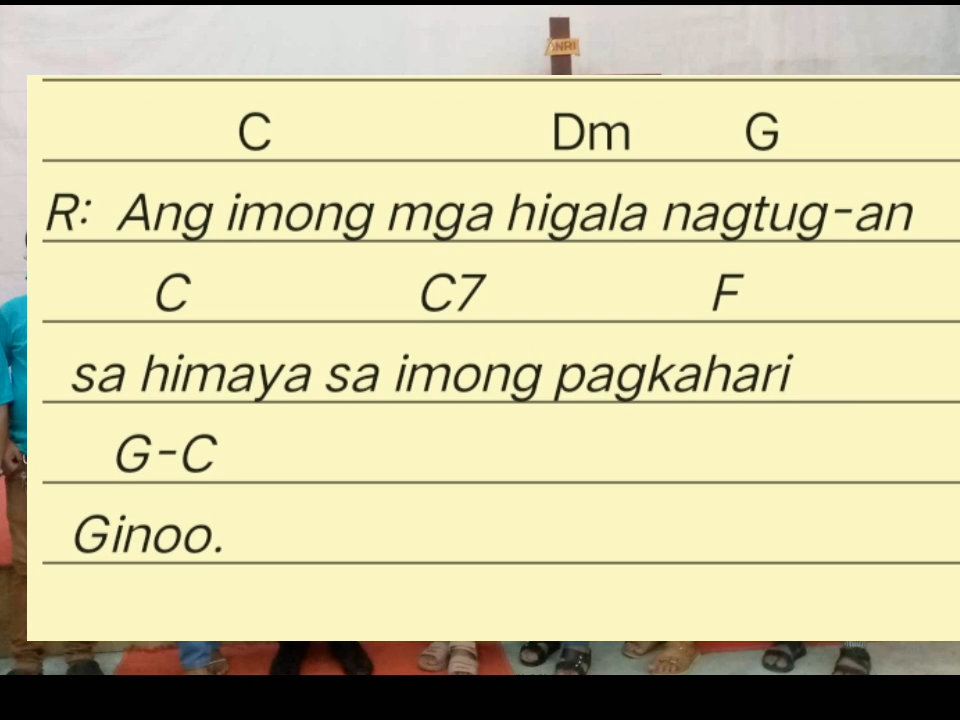 INRI
C Dm G
R: Ang imong mga higala nagtug-an
C C7 F
sa himaya sa imong pagkahari
G-C
Ginoo.